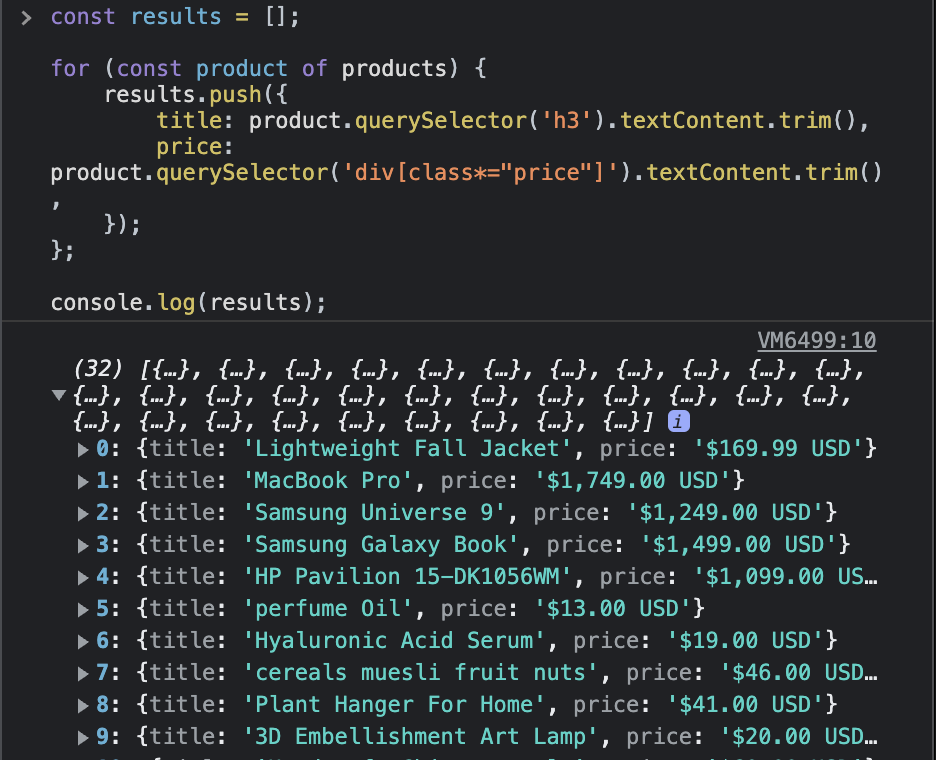 > const results = [];
for (const product of products) {
results.push({
title: product.querySelector('h3').textContent.trim(),
price:
product.querySelector('div[class*="price"]').textContent.trim()
,
});
};
console.log(results);
VM6499:10
(32) [{…}, {…}, {…}, {…}, {…}, {…}, {…}, {…}, {…}, {…}, {…},
{…}, {…}, {…}, {…}, {…}, {…}, {…}, {…}, {…}, {…}, {…}, {…},
{…}, {…}, {…}, {…}, {…}, {…}, {…}, {…}, {…}] i
0: {title: 'Lightweight Fall Jacket', price: '$169.99 USD'}
1: {title: 'MacBook Pro', price: '$1,749.00 USD'}
2: {title: 'Samsung Universe 9', price: '$1,249.00 USD'}
3: {title: 'Samsung Galaxy Book', price: '$1,499.00 USD'}
4: {title: 'HP Pavilion 15-DK1056WM', price: '$1,099.00 US…
5: {title: 'perfume Oil', price: '$13.00 USD'}
6: {title: 'Hyaluronic Acid Serum', price: '$19.00 USD'}
7: {title: 'cereals muesli fruit nuts', price: '$46.00 USD…
8: {title: 'Plant Hanger For Home', price: '$41.00 USD'}
9: {title: '3D Embellishment Art Lamp', price: '$20.00 USD…